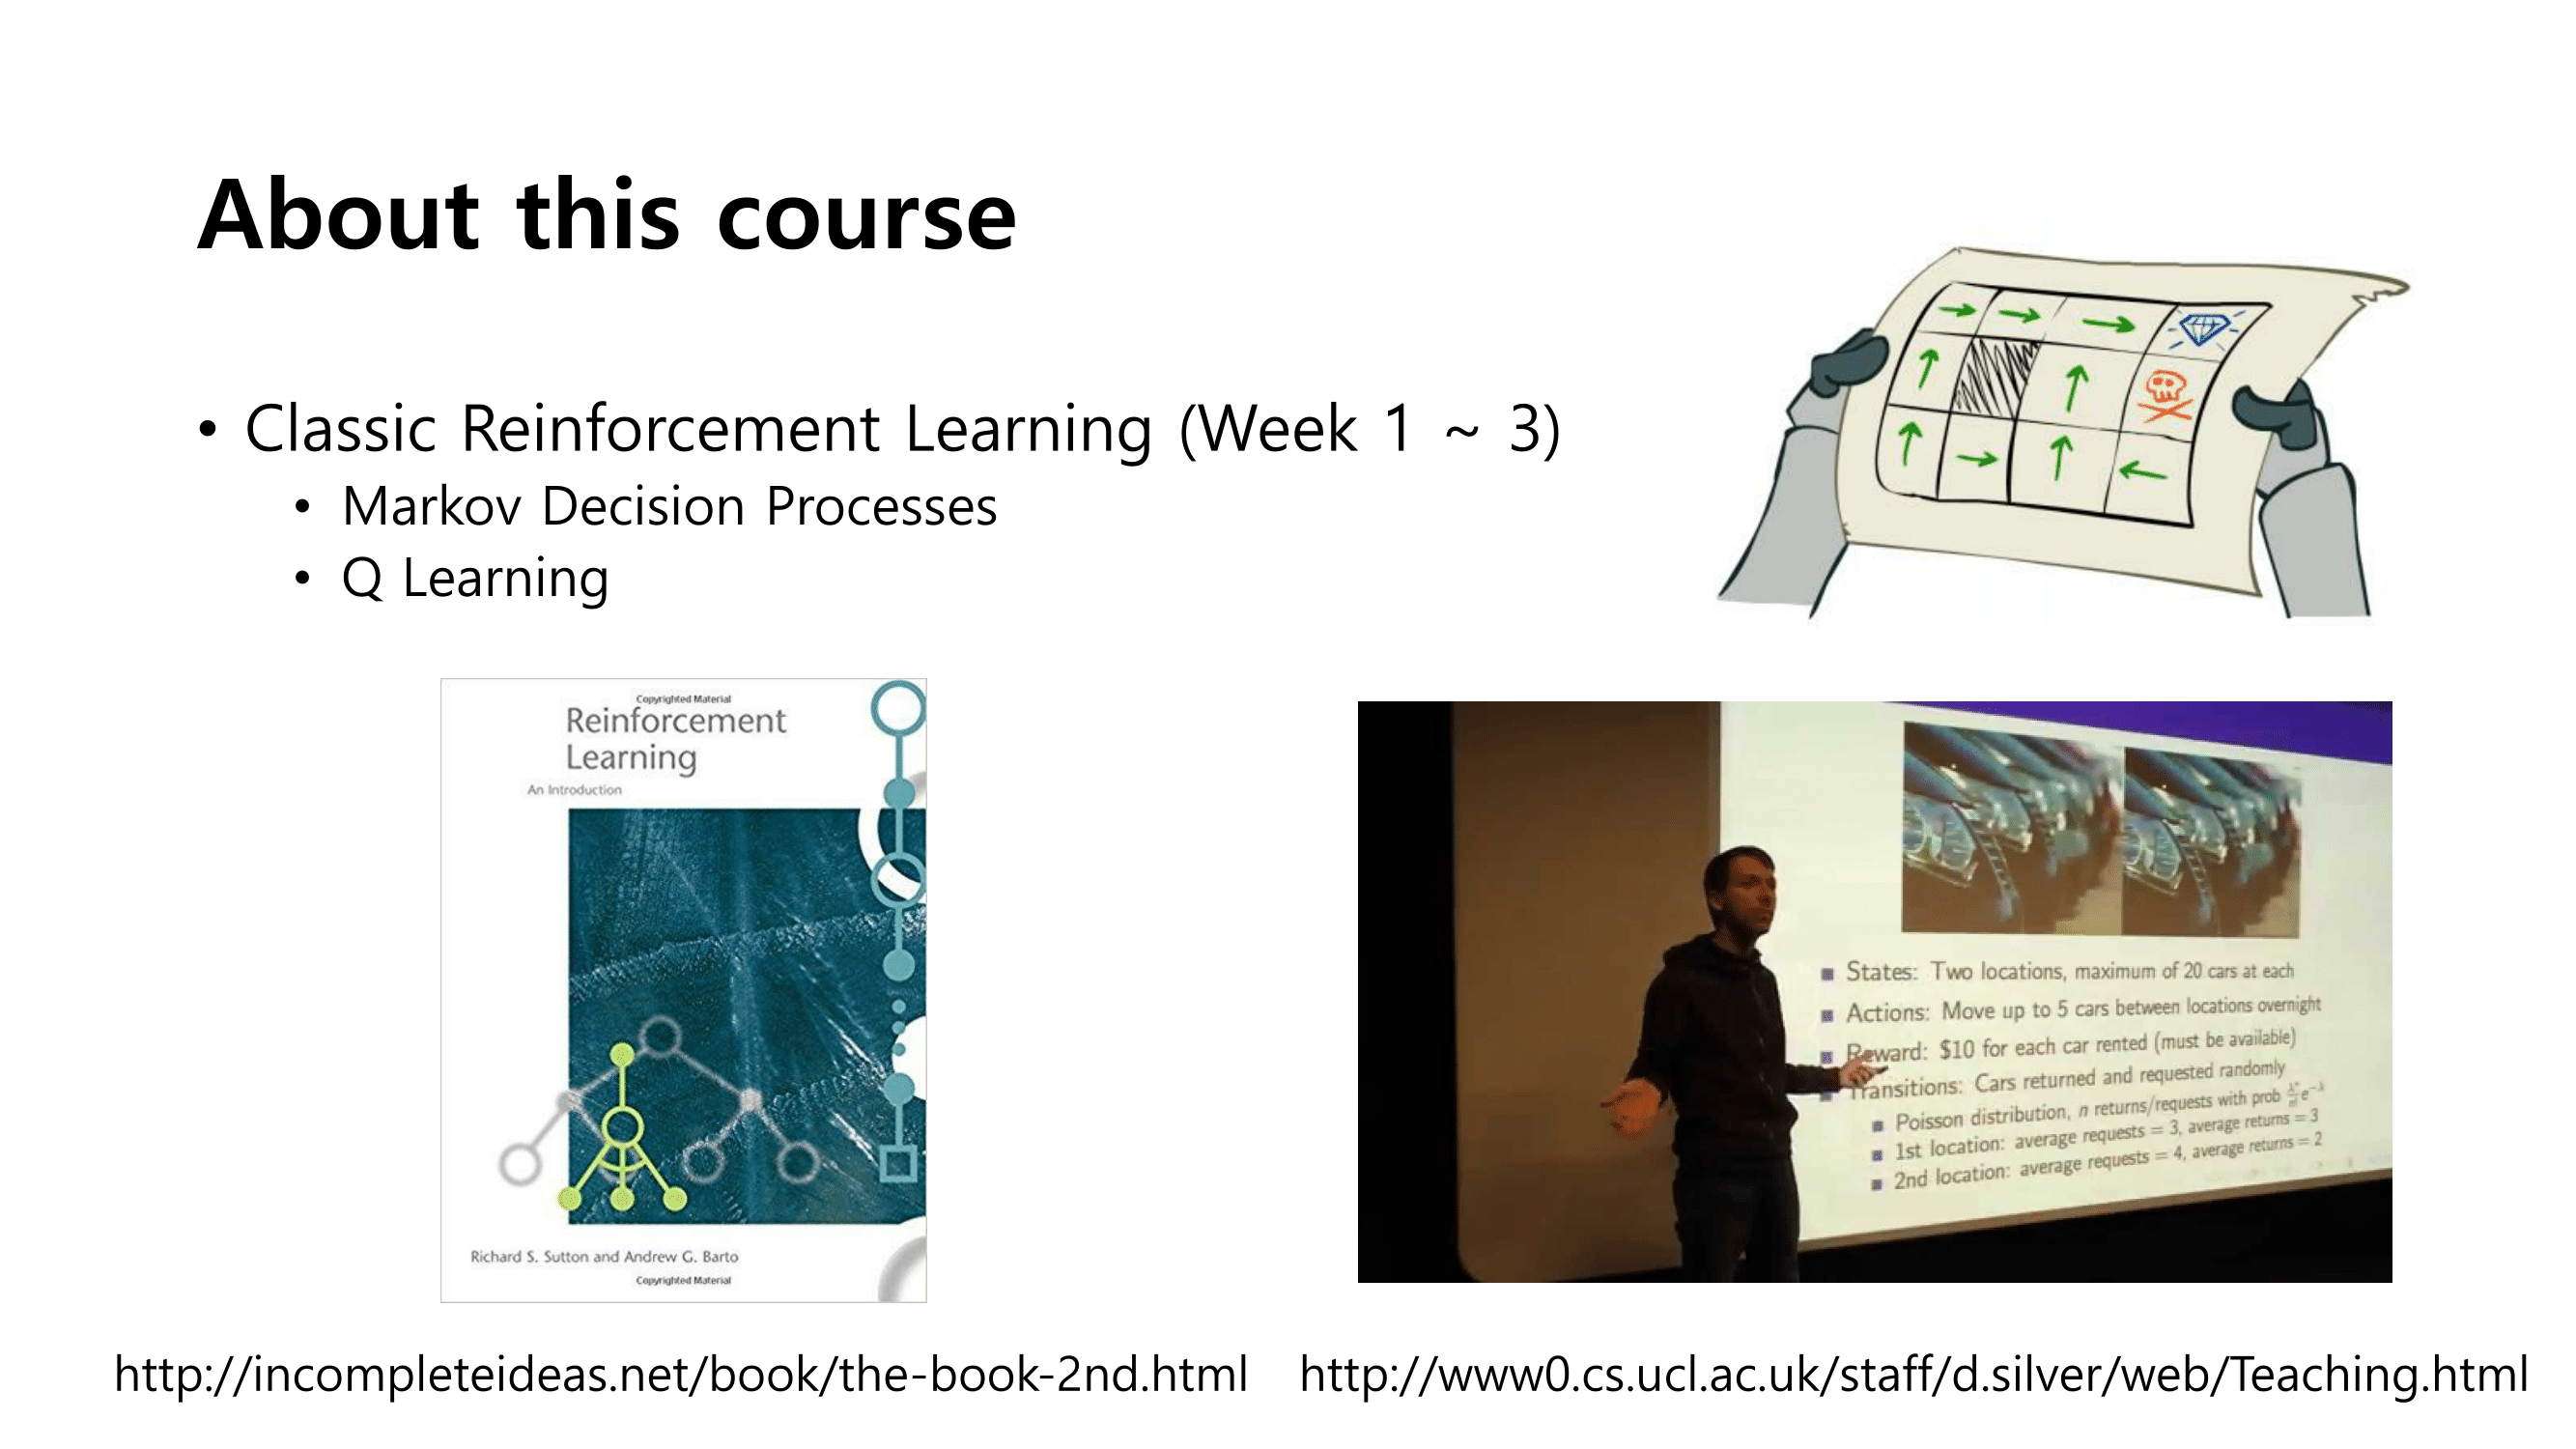 About this course
• Classic Reinforcement Learning (Week 1 ~ 3)
• Markov Decision Processes
• Q Learning
Copyrighted Material
Reinforcement
Learning
An Introduction
Richard S. Sutton and Andrew G. Barto
Copyrighted Material
States: Two locations, maximum of 20 cars at each
Actions: Move up to 5 cars between locations overnight
Reward: $10 for each car rented (must be available)
Transitions: Cars returned and requested randomly
Poisson distribution, n returns/requests with prob
1st location: average requests = 3, average returns = 3
2nd location: average requests = 4, average returns = 2
http://incompleteideas.net/book/the-book-2nd.html
http://www0.cs.ucl.ac.uk/staff/d.silver/web/Teaching.html